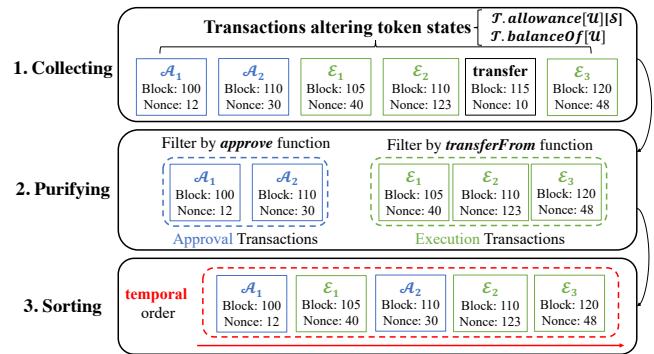 Transactions altering token states
𝒯.allowance[𝒰][𝒮]
𝒯.balanceOf[𝒰]
1. Collecting
𝒜₁ 𝒜₂ ℰ₁ ℰ₂ transfer ℰ₃
Block: 100 Block: 110 Block: 105 Block: 110 Block: 115 Block: 120
Nonce: 12 Nonce: 30 Nonce: 40 Nonce: 123 Nonce: 10 Nonce: 48
Filter by approve function Filter by transferFrom function
2. Purifying
𝒜₁ 𝒜₂ ℰ₁ ℰ₂ ℰ₃
Block: 100 Block: 110 Block: 105 Block: 110 Block: 120
Nonce: 12 Nonce: 30 Nonce: 40 Nonce: 123 Nonce: 48
Approval Transactions Execution Transactions
3. Sorting
temporal
order
𝒜₁ ℰ₁ 𝒜₂ ℰ₂ ℰ₃
Block: 100 Block: 105 Block: 110 Block: 110 Block: 120
Nonce: 12 Nonce: 40 Nonce: 30 Nonce: 123 Nonce: 48